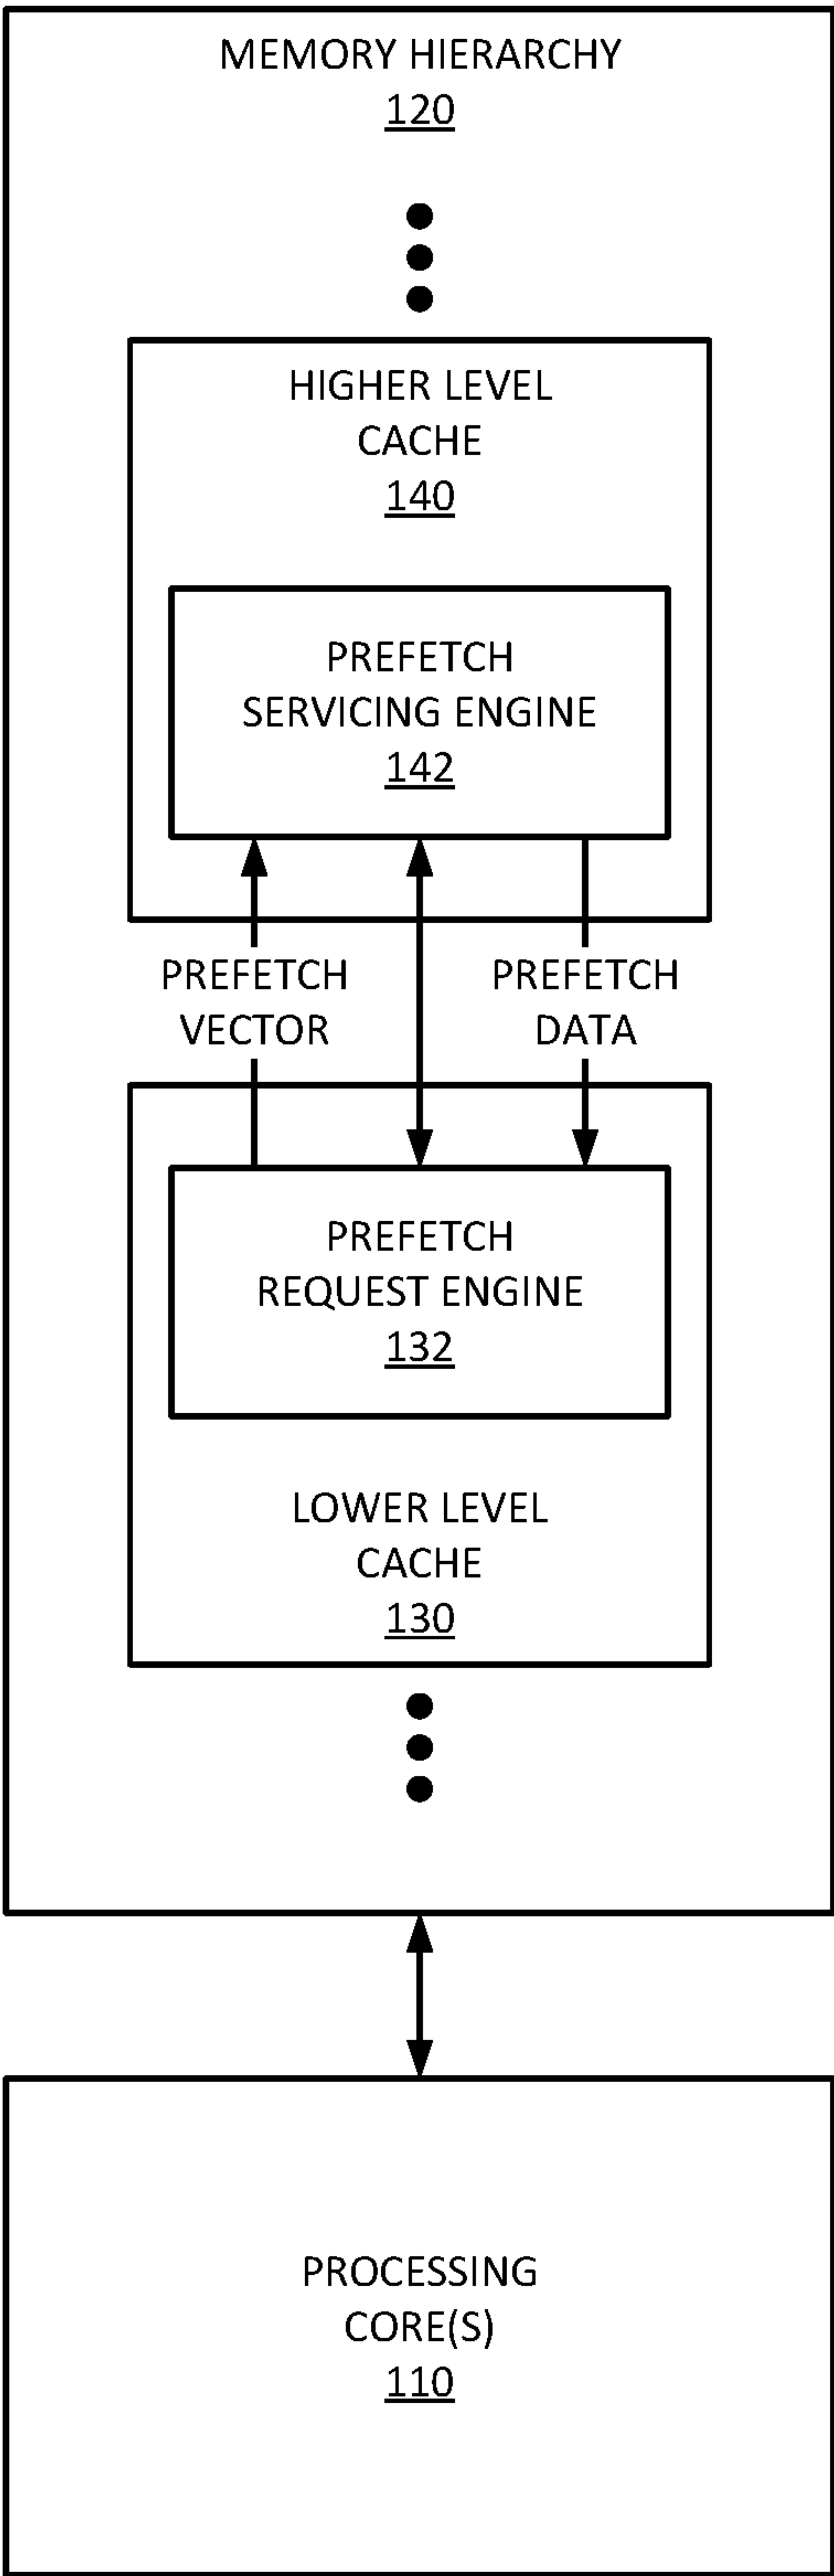 MEMORY HIERARCHY
120
HIGHER LEVEL
CACHE
140
PREFETCH
SERVICING ENGINE
142
PREFETCH
VECTOR
PREFETCH
DATA
PREFETCH
REQUEST ENGINE
132
LOWER LEVEL
CACHE
130
PROCESSING
CORE(S)
110